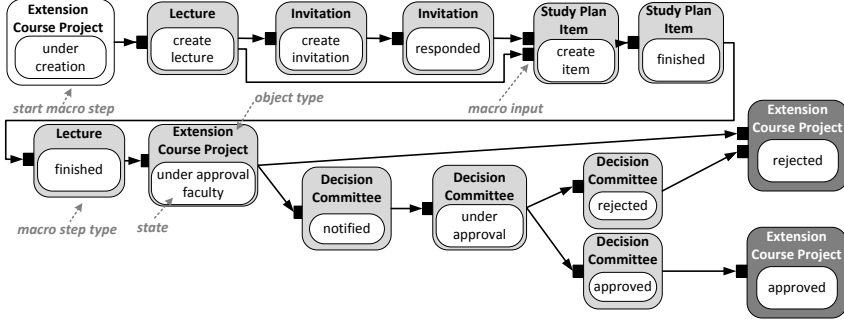 Extension
Course Project
under
creation
start macro step
Lecture
create
lecture
Invitation
create
invitation
Invitation
responded
Study Plan
Item
create
item
Study Plan
Item
finished
object type
macro input
Lecture
finished
macro step type
Extension
Course Project
under approval
faculty
state
Decision
Committee
notified
Decision
Committee
under
approval
Decision
Committee
rejected
Decision
Committee
approved
Extension
Course Project
rejected
Extension
Course Project
approved